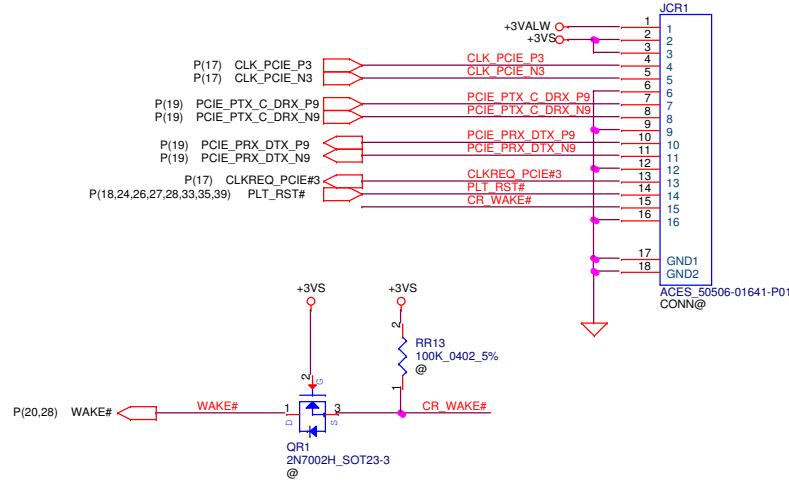 JCR1
+3VALW 1 1
+3VS 2 2
3 3
P(17) CLK_PCIE_P3 CLK_PCIE_P3 4 4
P(17) CLK_PCIE_N3 CLK_PCIE_N3 5 5
6 6
P(19) PCIE_PTX_C_DRX_P9 PCIE_PTX_C_DRX_P9 7 7
P(19) PCIE_PTX_C_DRX_N9 PCIE_PTX_C_DRX_N9 8 8
9 9
P(19) PCIE_PRX_DTX_P9 PCIE_PRX_DTX_P9 10 10
P(19) PCIE_PRX_DTX_N9 PCIE_PRX_DTX_N9 11 11
12 12
P(17) CLKREQ_PCIE#3 CLKREQ_PCIE#3 13 13
P(18,24,26,27,28,33,35,39) PLT_RST# PLT_RST# 14 14
CR_WAKE# 15 15
16 16
17 GND1
18 GND2
ACES_50506-01641-P01
CONN@
+3VS +3VS
2
RR13
100K_0402_5%
@
1
2 G
P(20,28) WAKE# WAKE# 1 3 CR_WAKE#
D S
QR1
2N7002H_SOT23-3
@